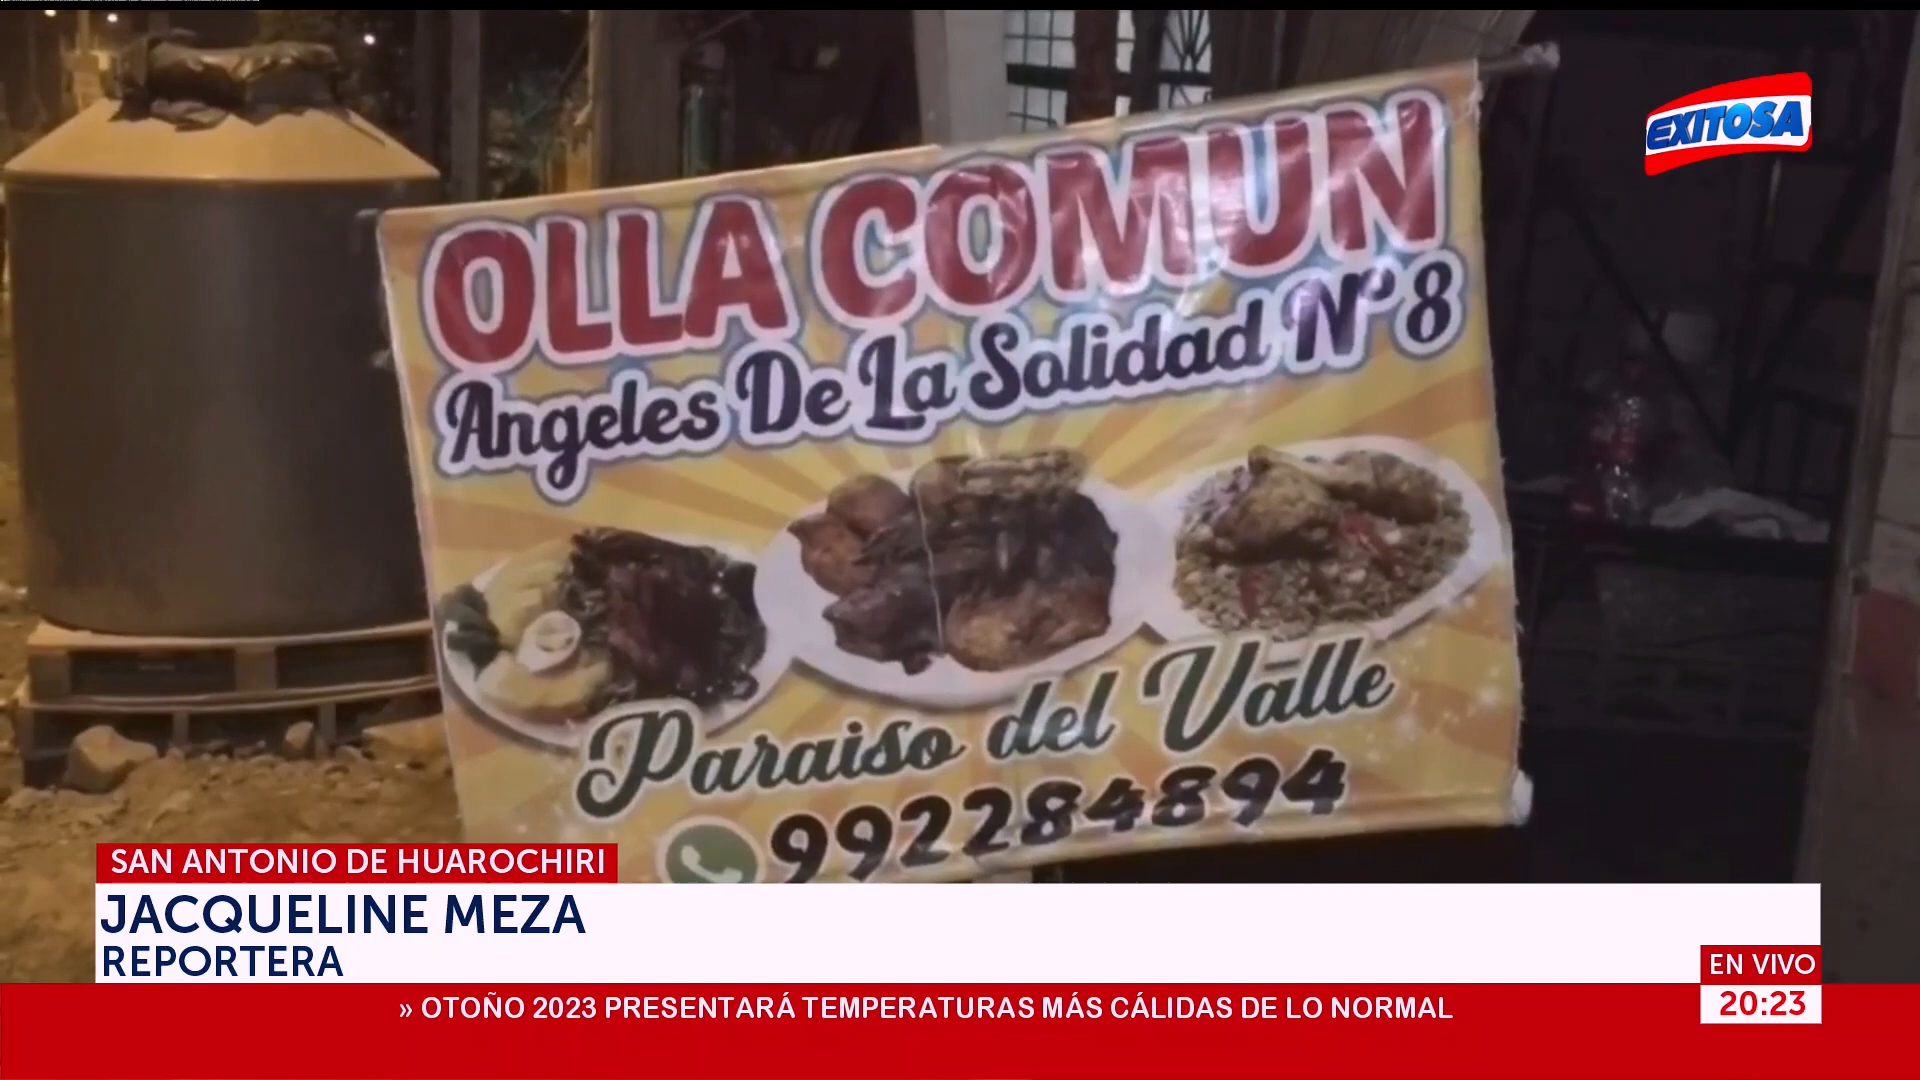 EXITOSA
OLLA COMUN
Angeles De La Solidad Nº 8
Paraiso del Valle
992284894
SAN ANTONIO DE HUAROCHIRI
JACQUELINE MEZA
REPORTERA
EN VIVO
20:23
» OTOÑO 2023 PRESENTARÁ TEMPERATURAS MÁS CÁLIDAS DE LO NORMAL